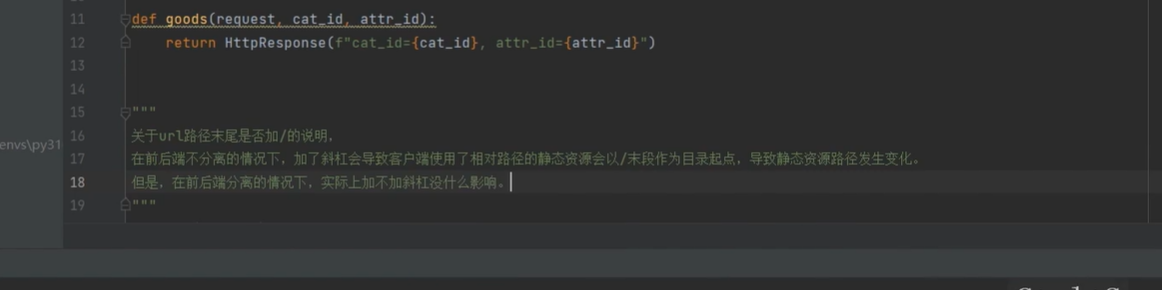 11 def goods(request, cat_id, attr_id):
12 return HttpResponse(f"cat_id={cat_id}, attr_id={attr_id}")
13
14
15 """
16 关于url路径末尾是否加/的说明，
envs\py31
17 在前后端不分离的情况下，加了斜杠会导致客户端使用了相对路径的静态资源会以/末段作为目录起点，导致静态资源路径发生变化。
18 但是，在前后端分离的情况下，实际上加不加斜杠没什么影响。
19 """